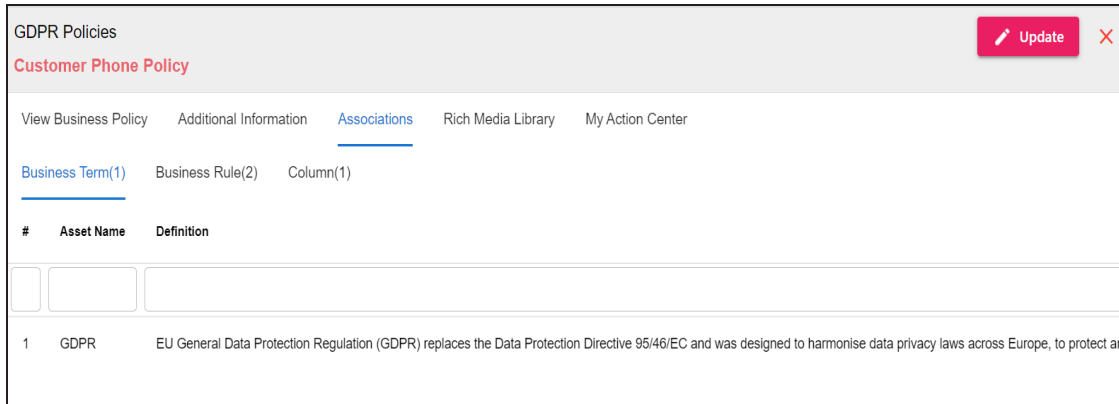 GDPR Policies
Update
Customer Phone Policy
View Business Policy Additional Information Associations Rich Media Library My Action Center
Business Term(1) Business Rule(2) Column(1)
# Asset Name Definition
1 GDPR EU General Data Protection Regulation (GDPR) replaces the Data Protection Directive 95/46/EC and was designed to harmonise data privacy laws across Europe, to protect